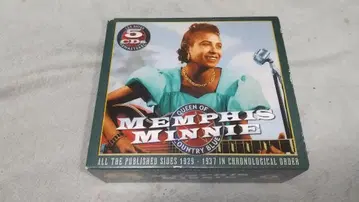 5
CDs
QUEEN OF
MEMPHIS
MINNIE
COUNTRY BLUES
ALL THE PUBLISHED SIDES 1929 - 1937 IN CHRONOLOGICAL ORDER